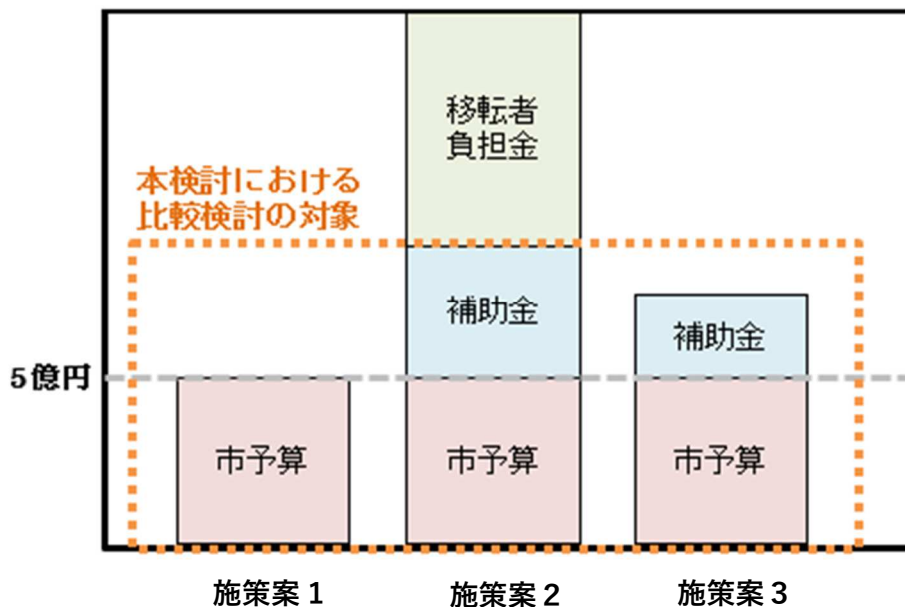 移転者
負担金
本検討における
比較検討の対象
補助金
補助金
5億円
市予算
市予算
市予算
施策案1
施策案2
施策案3